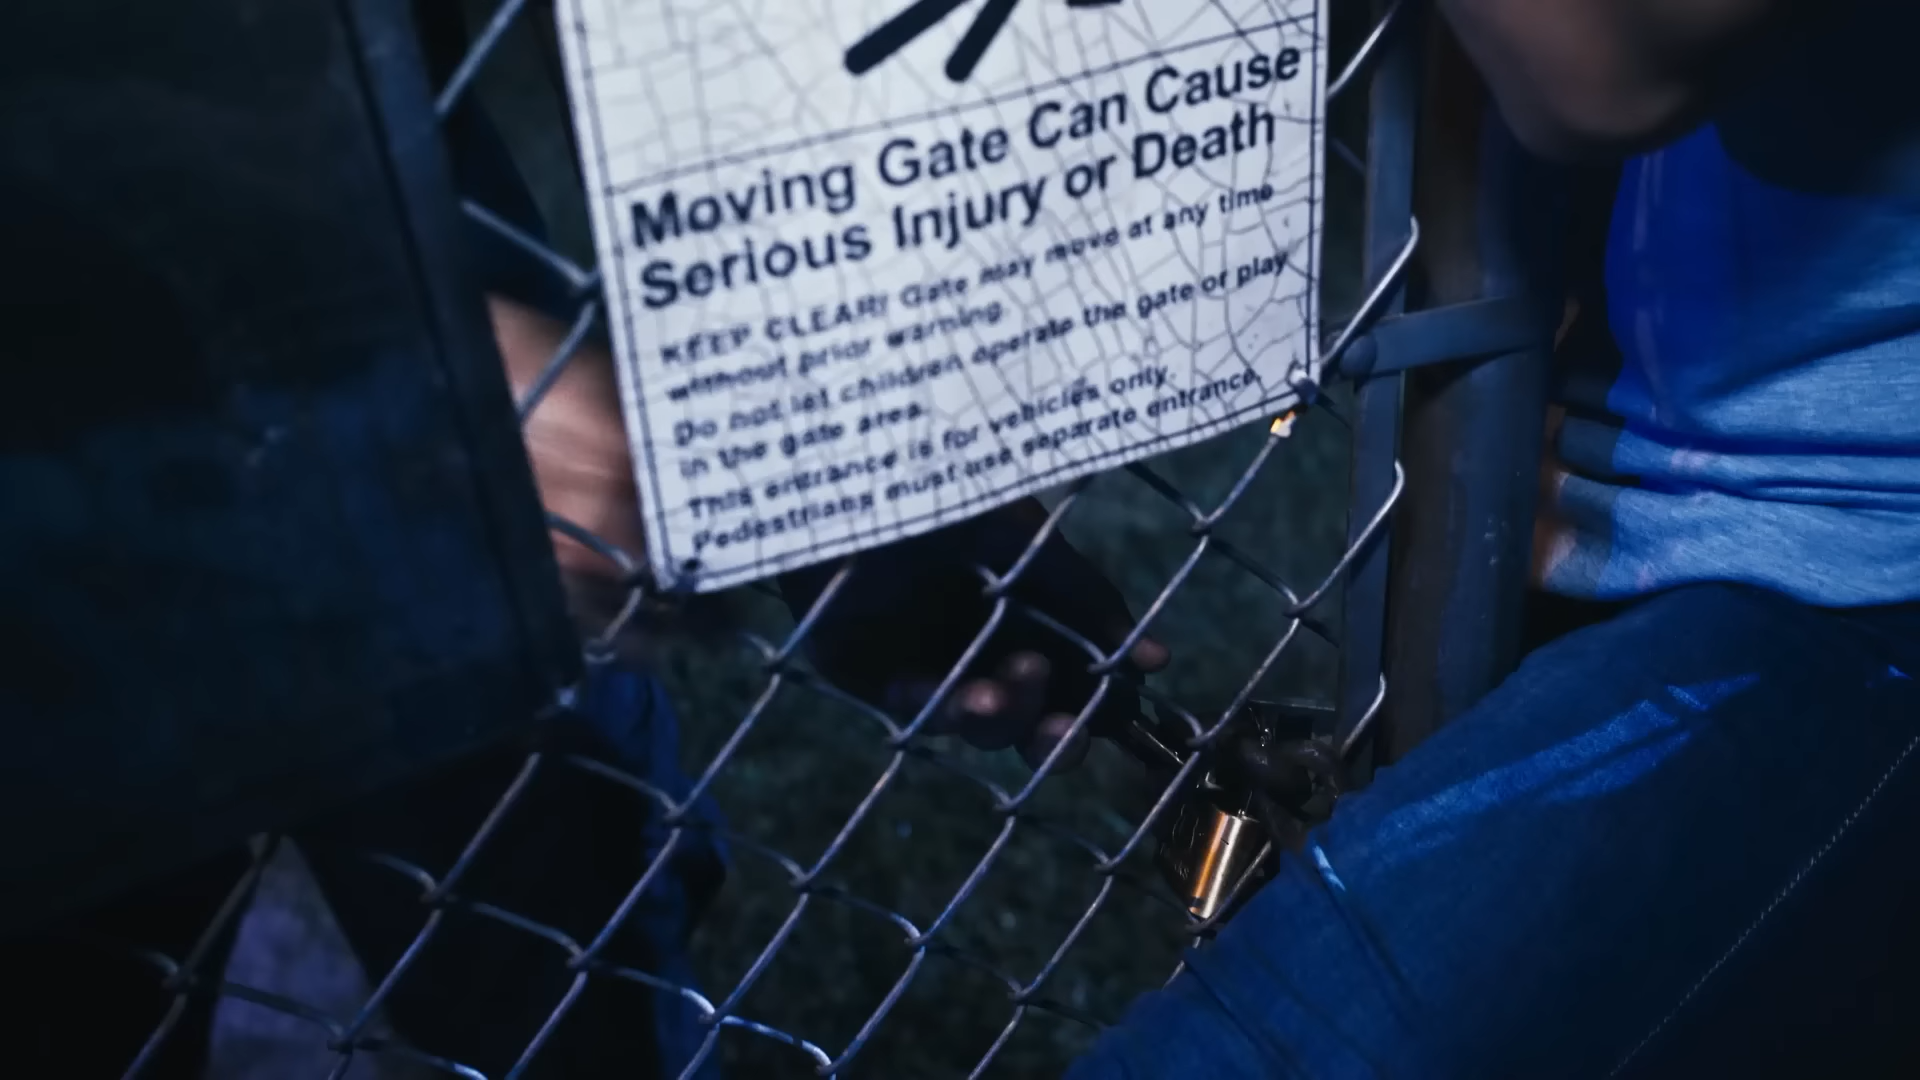 Moving Gate Can Cause
Serious Injury or Death
KEEP CLEAR! Gate may move at any time
without prior warning.
Do not let children operate the gate or play
in the gate area.
This entrance is for vehicles only.
Pedestrians must use separate entrance.